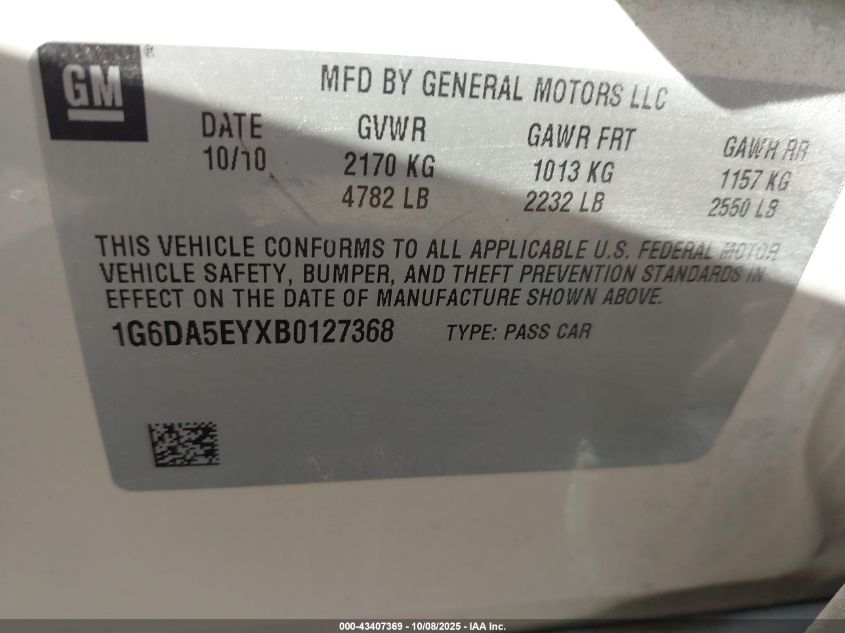 GM
MFD BY GENERAL MOTORS LLC
DATE GVWR GAWR FRT GAWR RR
10/10 2170 KG 1013 KG 1157 KG
4782 LB 2232 LB 2550 LB
THIS VEHICLE CONFORMS TO ALL APPLICABLE U.S. FEDERAL MOTOR
VEHICLE SAFETY, BUMPER, AND THEFT PREVENTION STANDARDS IN
EFFECT ON THE DATE OF MANUFACTURE SHOWN ABOVE.
1G6DA5EYXB0127368 TYPE: PASS CAR
000-43407369 - 10/08/2025 - IAA Inc.